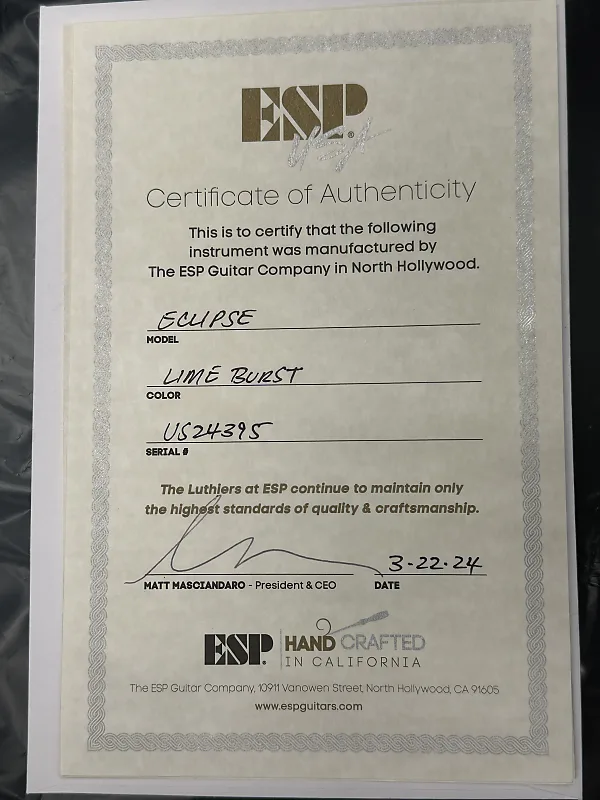 ESP®
USA
Certificate of Authenticity
This is to certify that the following
instrument was manufactured by
The ESP Guitar Company in North Hollywood.
ECLIPSE
MODEL
LIME BURST
COLOR
US24395
SERIAL #
The Luthiers at ESP continue to maintain only
the highest standards of quality & craftsmanship.
3-22-24
MATT MASCIANDARO - President & CEO DATE
ESP. HAND CRAFTED
IN CALIFORNIA
The ESP Guitar Company, 10911 Vanowen Street, North Hollywood, CA 91605
www.espguitars.com